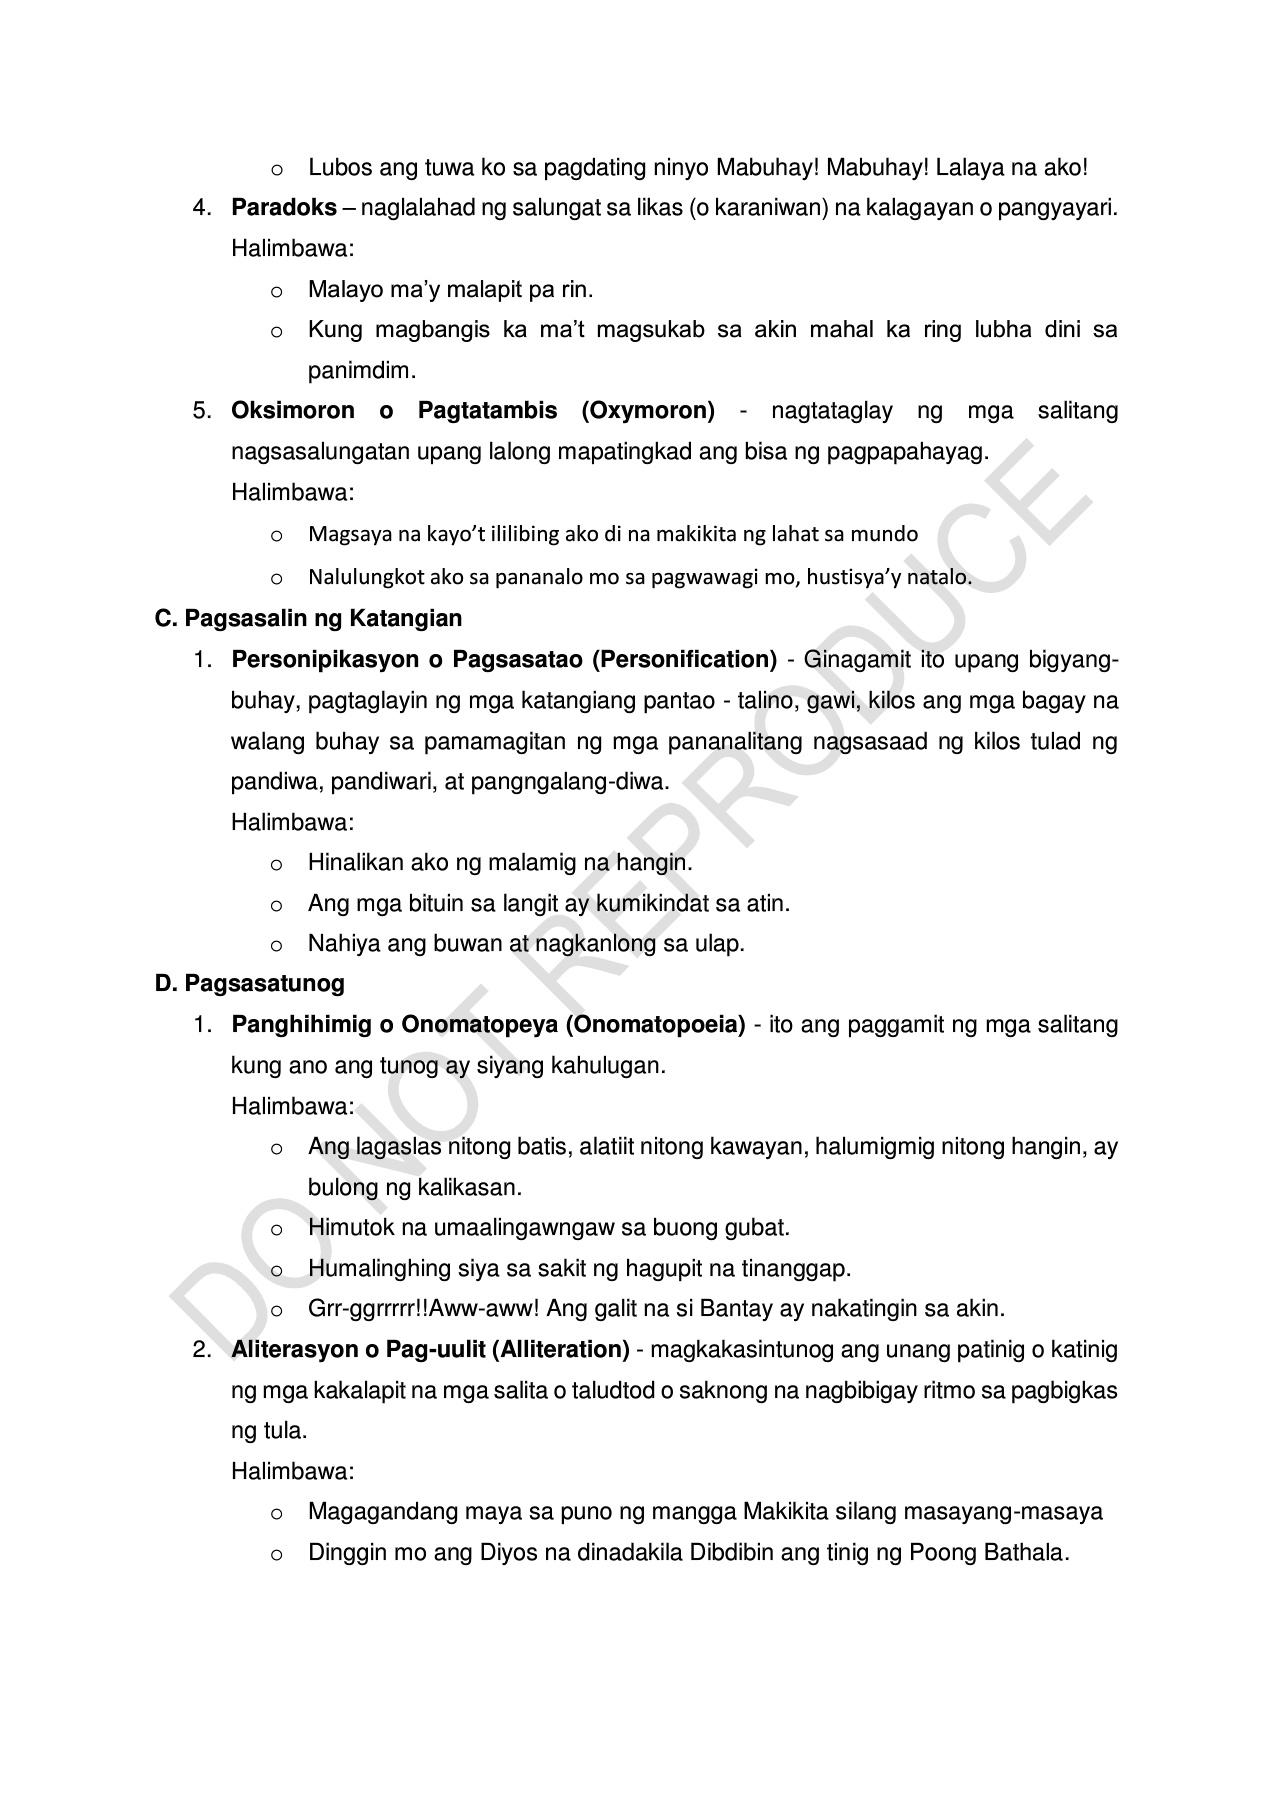 o Lubos ang tuwa ko sa pagdating ninyo Mabuhay! Mabuhay! Lalaya na ako!
4. Paradoks – naglalahad ng salungat sa likas (o karaniwan) na kalagayan o pangyayari.
Halimbawa:
o Malayo ma’y malapit pa rin.
o Kung magbangis ka ma’t magsukab sa akin mahal ka ring lubha dini sa
panimdim.
5. Oksimoron o Pagtatambis (Oxymoron) - nagtataglay ng mga salitang
nagsasalungatan upang lalong mapatingkad ang bisa ng pagpapahayag.
Halimbawa:
o Magsaya na kayo’t ililibing ako di na makikita ng lahat sa mundo
o Nalulungkot ako sa pananalo mo sa pagwawagi mo, hustisya’y natalo.
C. Pagsasalin ng Katangian
1. Personipikasyon o Pagsasatao (Personification) - Ginagamit ito upang bigyang-
buhay, pagtaglayin ng mga katangiang pantao - talino, gawi, kilos ang mga bagay na
walang buhay sa pamamagitan ng mga pananalitang nagsasaad ng kilos tulad ng
pandiwa, pandiwari, at pangngalang-diwa.
Halimbawa:
o Hinalikan ako ng malamig na hangin.
o Ang mga bituin sa langit ay kumikindat sa atin.
o Nahiya ang buwan at nagkanlong sa ulap.
D. Pagsasatunog
1. Panghihimig o Onomatopeya (Onomatopoeia) - ito ang paggamit ng mga salitang
kung ano ang tunog ay siyang kahulugan.
Halimbawa:
o Ang lagaslas nitong batis, alatiit nitong kawayan, halumigmig nitong hangin, ay
bulong ng kalikasan.
o Himutok na umaalingawngaw sa buong gubat.
o Humalinghing siya sa sakit ng hagupit na tinanggap.
o Grr-ggrrrrr!!Aww-aww! Ang galit na si Bantay ay nakatingin sa akin.
2. Aliterasyon o Pag-uulit (Alliteration) - magkakasintunog ang unang patinig o katinig
ng mga kakalapit na mga salita o taludtod o saknong na nagbibigay ritmo sa pagbigkas
ng tula.
Halimbawa:
o Magagandang maya sa puno ng mangga Makikita silang masayang-masaya
o Dinggin mo ang Diyos na dinadakila Dibdibin ang tinig ng Poong Bathala.
DO NOT REPRODUCE